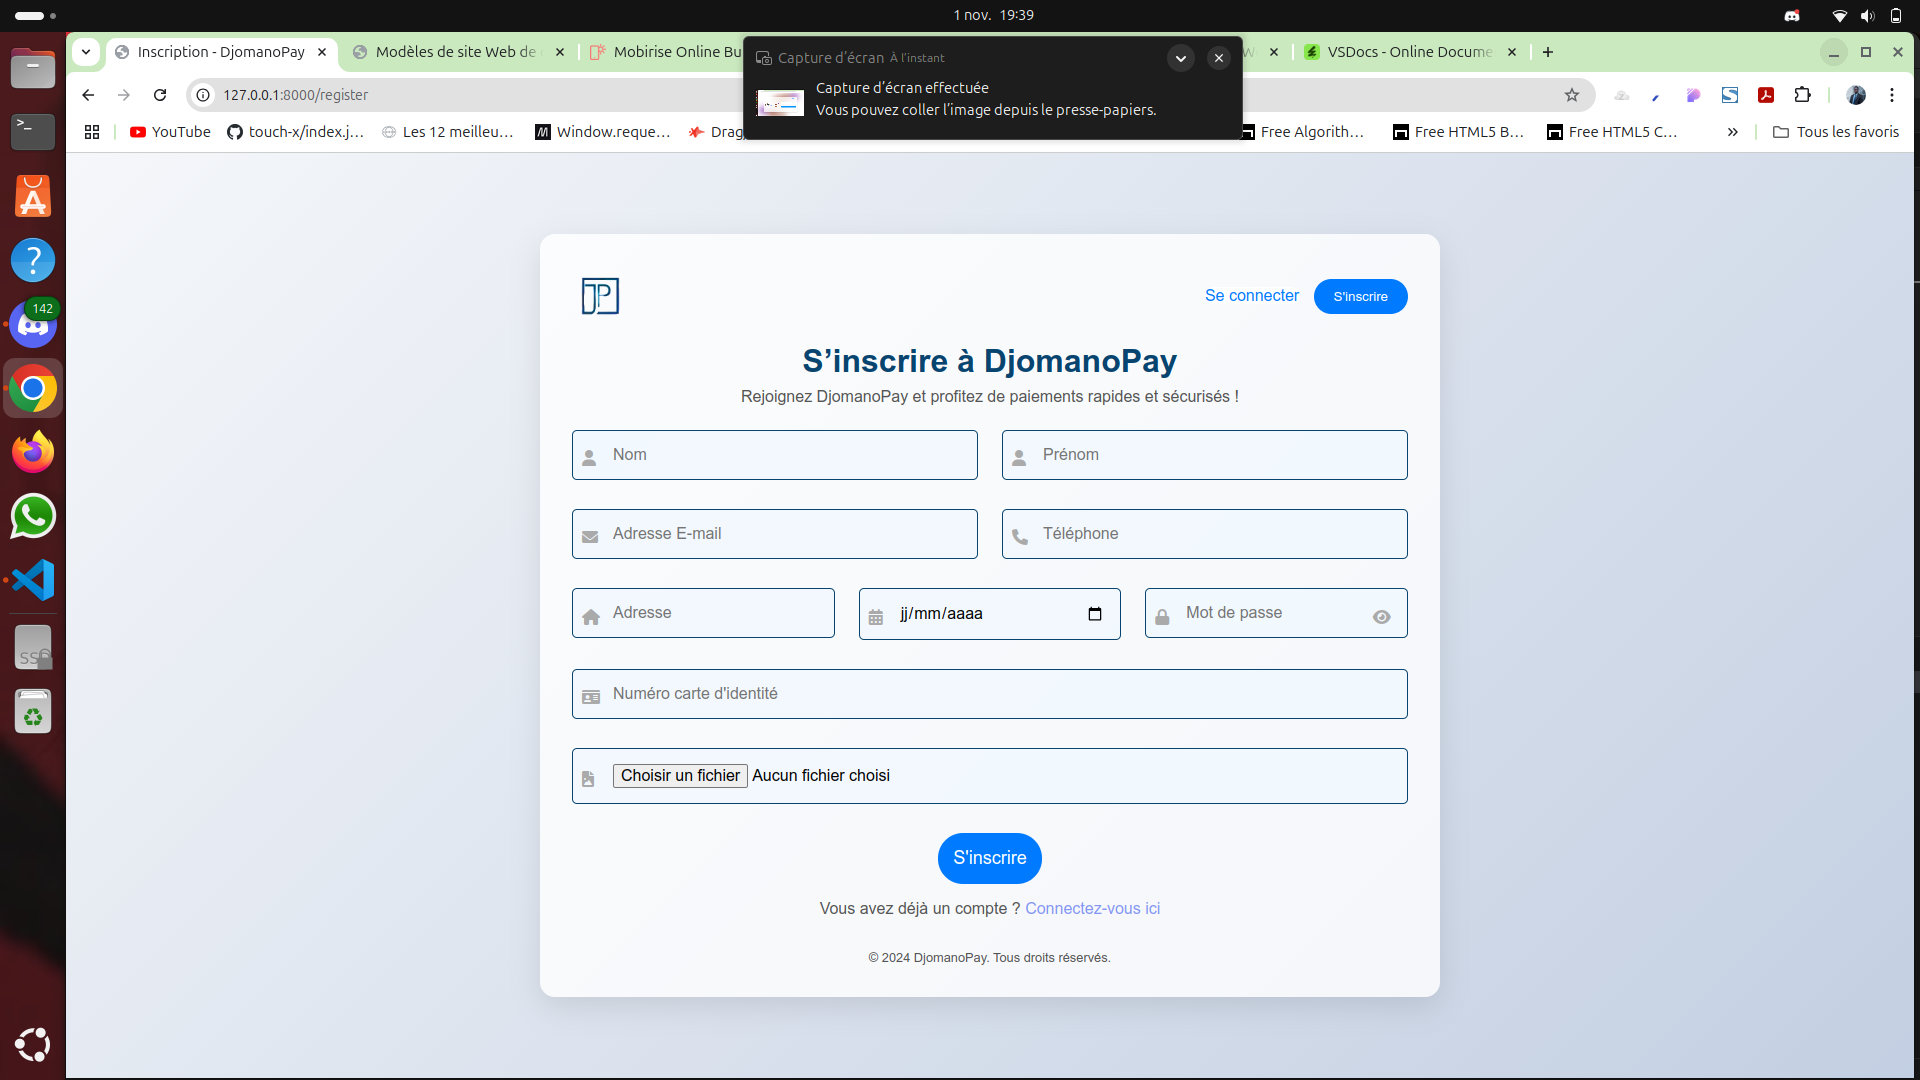 1 nov. 19:39
Inscription - DjomanoPay
Modèles de site Web de
Mobirise Online Bu
VSDocs - Online Docume
Capture d'écran À l'instant
Capture d'écran effectuée
Vous pouvez coller l'image depuis le presse-papiers.
127.0.0.1:8000/register
YouTube
touch-x/index.j…
Les 12 meilleu…
Window.reque…
Drag
Free Algorith…
Free HTML5 B…
Free HTML5 C…
Tous les favoris
142
SS
JP
Se connecter
S'inscrire
S’inscrire à DjomanoPay
Rejoignez DjomanoPay et profitez de paiements rapides et sécurisés !
Nom
Prénom
Adresse E-mail
Téléphone
Adresse
jj/mm/aaaa
Mot de passe
Numéro carte d'identité
Choisir un fichier Aucun fichier choisi
S'inscrire
Vous avez déjà un compte ? Connectez-vous ici
© 2024 DjomanoPay. Tous droits réservés.